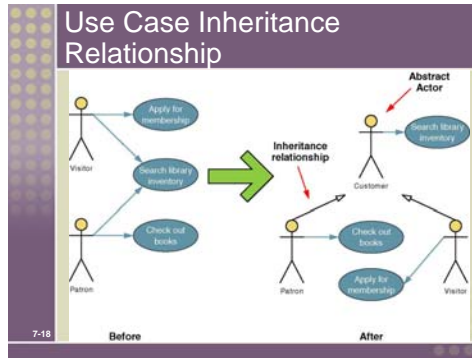 Use Case Inheritance
Relationship
Apply for
membership
Visitor
Search library
inventory
Check out
books
Patron
Before
Abstract
Actor
Search library
inventory
Inheritance
relationship
Customer
Check out
books
Apply for
membership
Patron
Visitor
After
7-18